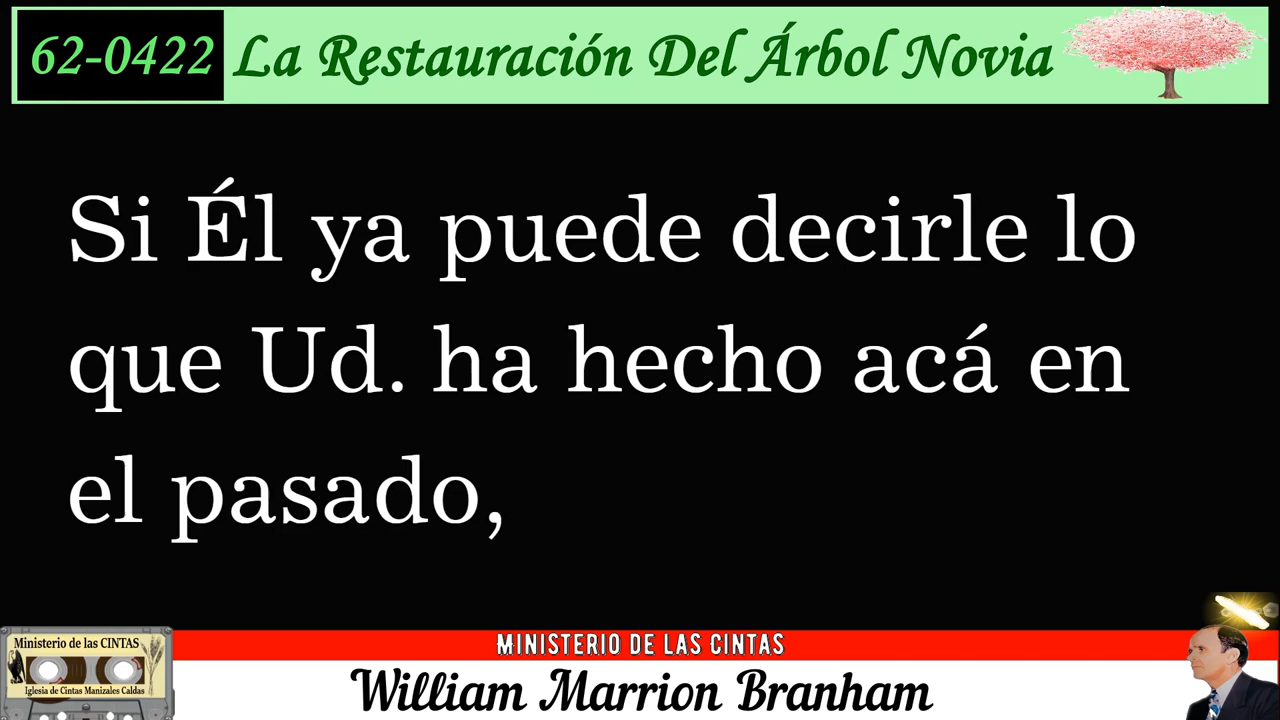 62-0422 La Restauración Del Árbol Novia
Si Él ya puede decirle lo
que Ud. ha hecho acá en
el pasado,
MINISTERIO DE LAS CINTAS
William Marrion Branham
Ministerio de las CINTAS
Iglesia de Cintas Manizales Caldas